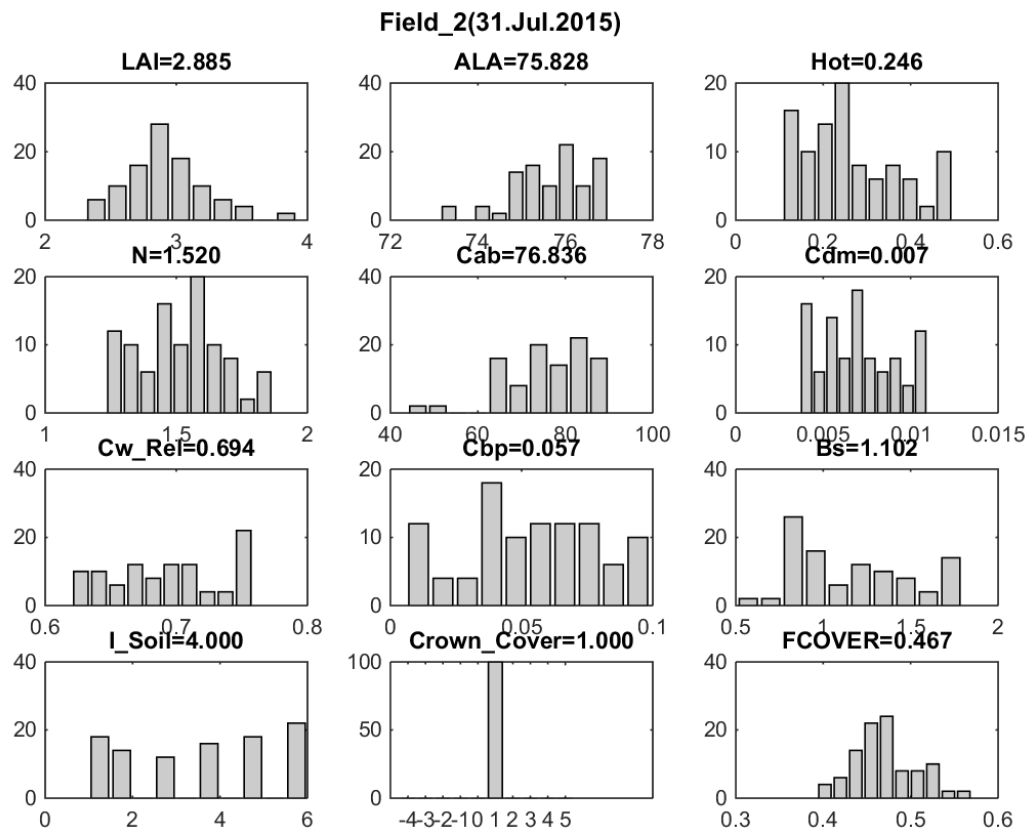 Field_2(31.Jul.2015)
LAI=2.885 ALA=75.828 Hot=0.246
40 40 20
20 20 10
0 0 0
2 3 4 72 74 76 78 0 0.2 0.4 0.6
N=1.520 Cab=76.836 Cdm=0.007
20 40 20
10 20 10
0 0 0
1 1.5 2 40 60 80 100 0 0.005 0.01 0.015
Cw_Rel=0.694 Cbp=0.057 Bs=1.102
40 20 40
20 10 20
0 0 0
0.6 0.7 0.8 0 0.05 0.1 0.5 1 1.5 2
I_Soil=4.000 Crown_Cover=1.000 FCOVER=0.467
40 100 40
20 50 20
0 0 0
0 2 4 6 -4-3-2-10 1 2 3 4 5 0.3 0.4 0.5 0.6